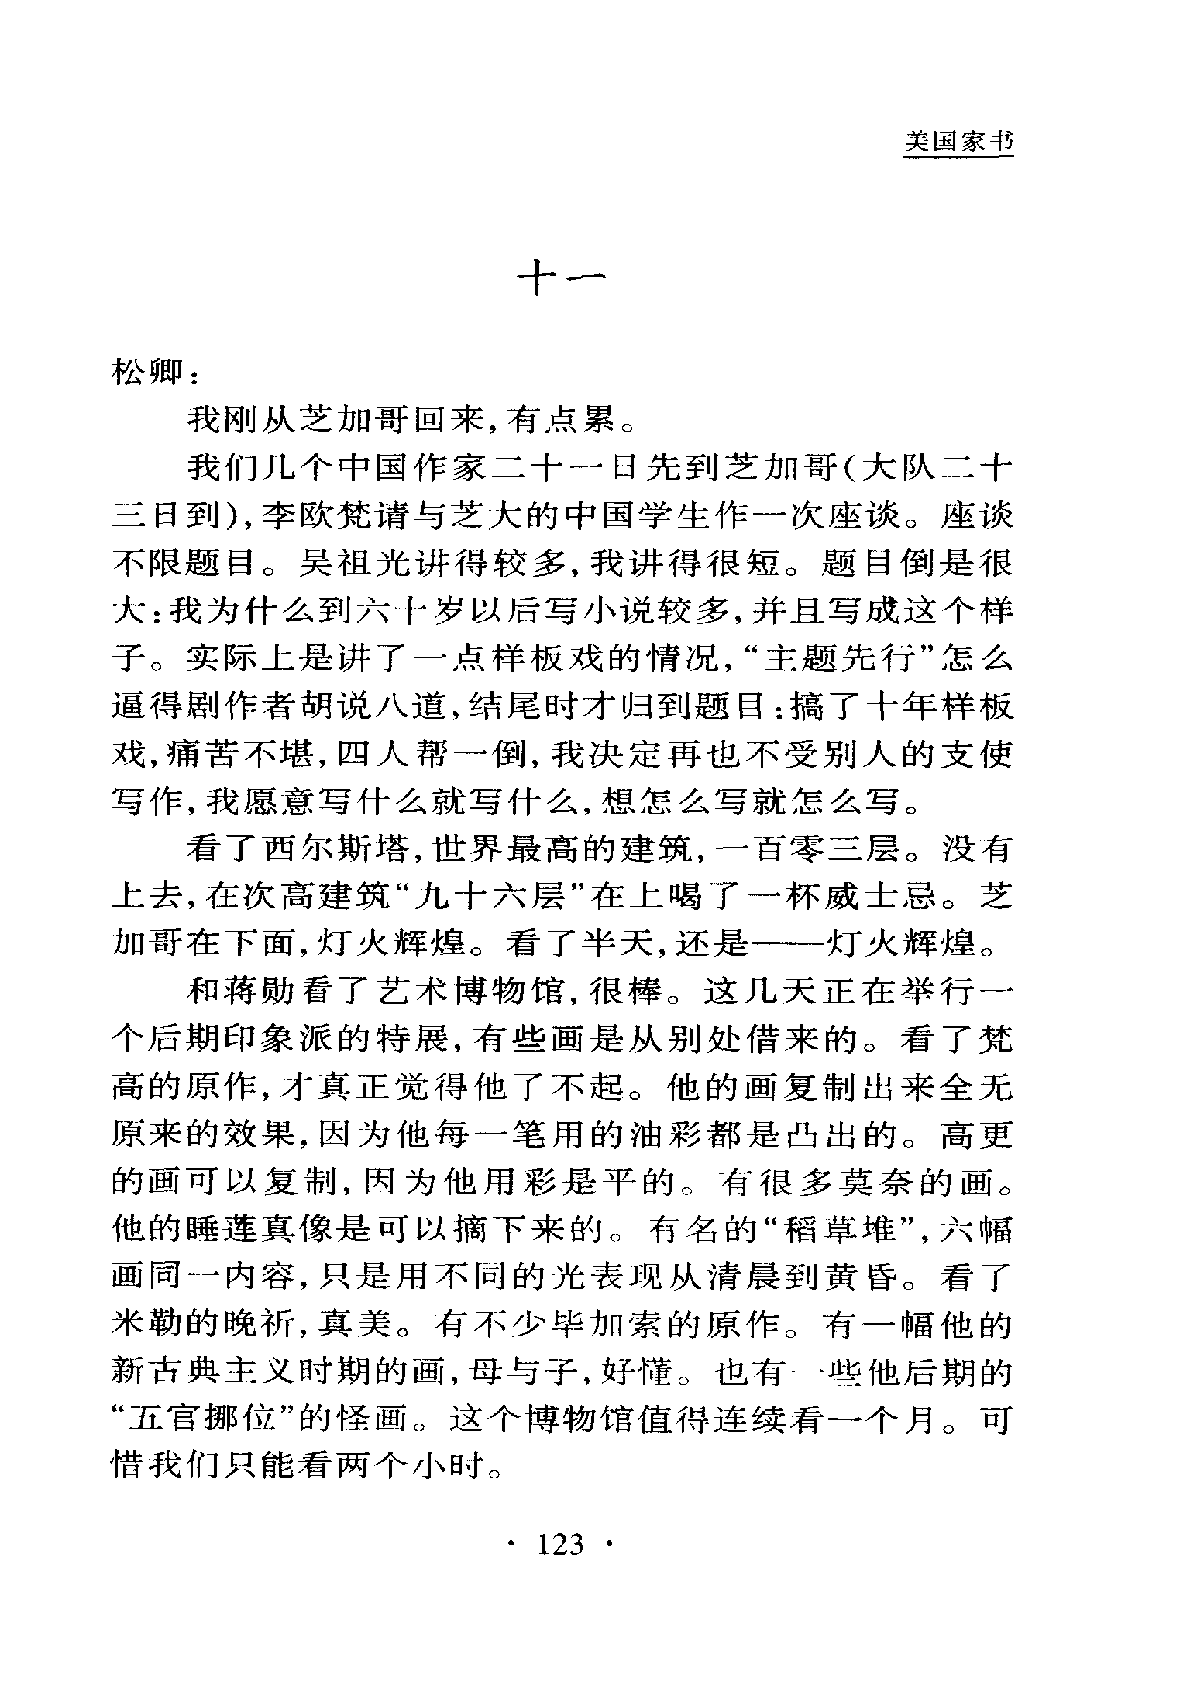 美国家书
十一
松卿：
我刚从芝加哥回来，有点累。
我们几个中国作家二十一日先到芝加哥（大队二十
三日到），李欧梵请与芝大的中国学生作一次座谈。座谈
不限题目。吴祖光讲得较多，我讲得很短。题目倒是很
大：我为什么到六十岁以后写小说较多，并且写成这个样
子。实际上是讲了一点样板戏的情况，“主题先行”怎么
逼得剧作者胡说八道，结尾时才归到题目：搞了十年样板
戏，痛苦不堪，四人帮一倒，我决定再也不受别人的支使
写作，我愿意写什么就写什么，想怎么写就怎么写。
看了西尔斯塔，世界最高的建筑，一百零三层。没有
上去，在次高建筑“九十六层”在上喝了一杯威士忌。芝
加哥在下面，灯火辉煌。看了半天，还是——灯火辉煌。
和蒋勋看了艺术博物馆，很棒。这几天正在举行一
个后期印象派的特展，有些画是从别处借来的。看了梵
高的原作，才真正觉得他了不起。他的画复制出来全无
原来的效果，因为他每一笔用的油彩都是凸出的。高更
的画可以复制，因为他用彩是平的。有很多莫奈的画。
他的睡莲真像是可以摘下来的。有名的“稻草堆”，六幅
画同一内容，只是用不同的光表现从清晨到黄昏。看了
米勒的晚祈，真美。有不少毕加索的原作。有一幅他的
新古典主义时期的画，母与子，好懂。也有一些他后期的
“五官挪位”的怪画。这个博物馆值得连续看一个月。可
惜我们只能看两个小时。
· 123 ·